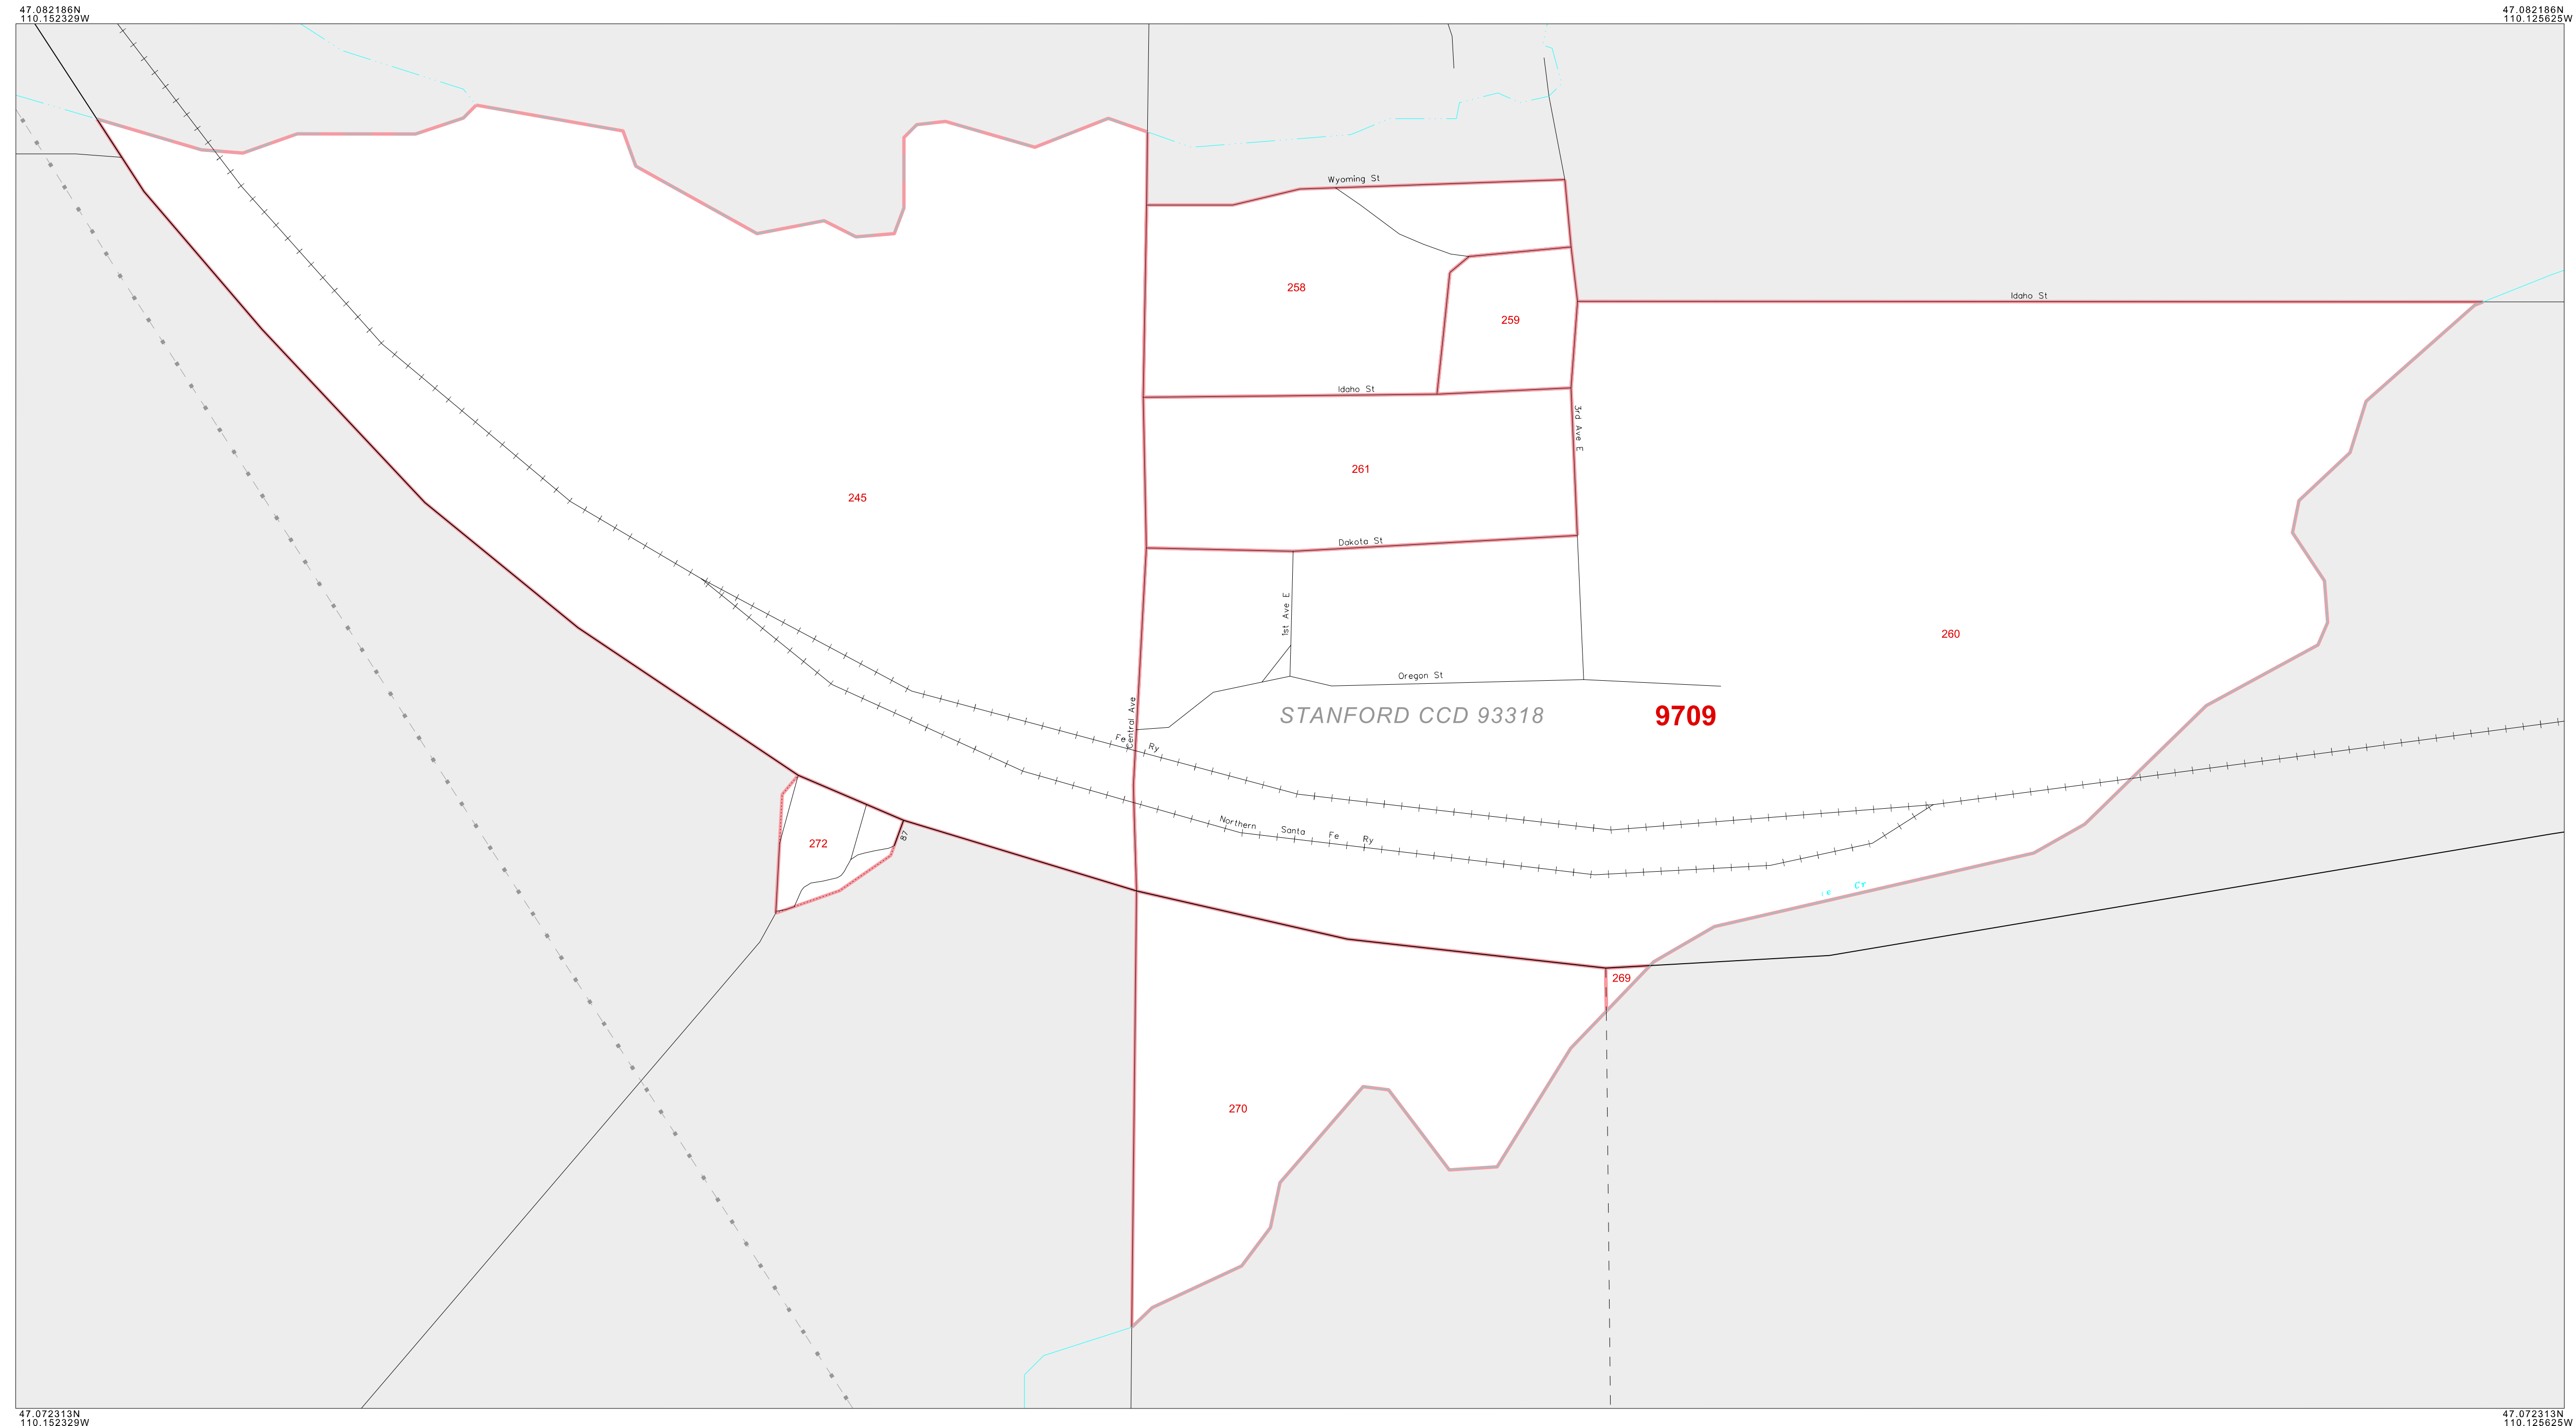 47.082186N
110.152329W
47.082186N
110.125625W
Wyoming St
258
259
Idaho St
Idaho St
3rd Ave E
261
245
Dakota St
1st Ave E
260
Oregon St
Central Ave
STANFORD CCD 93318
9709
Fe Ry
Northern Santa Fe Ry
87
272
Cr
269
270
47.072313N
110.152329W
47.072313N
110.125625W